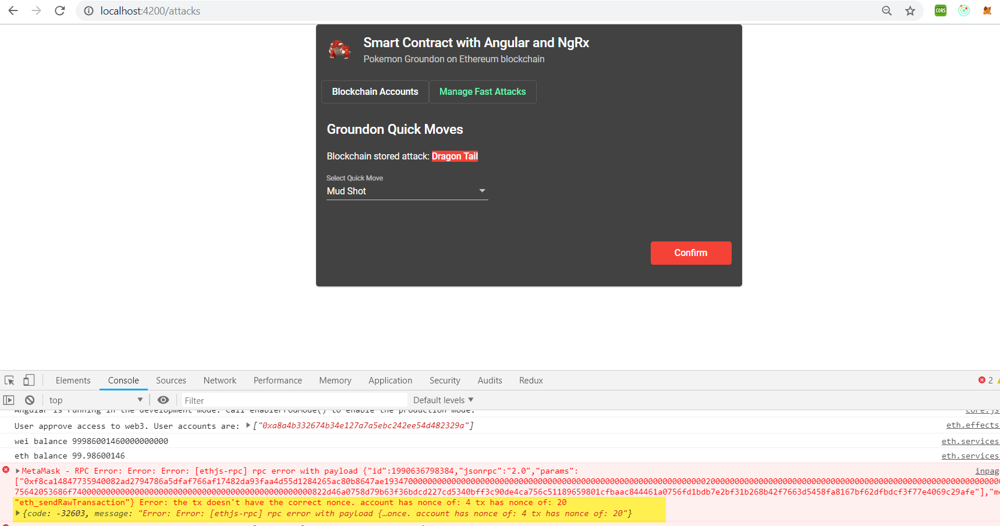 localhost:4200/attacks
CORS
Smart Contract with Angular and NgRx
Pokemon Groundon on Ethereum blockchain
Blockchain Accounts
Manage Fast Attacks
Groundon Quick Moves
Blockchain stored attack: Dragon Tail
Select Quick Move
Mud Shot
Confirm
Elements Console Sources Network Performance Memory Application Security Audits Redux 2
top Filter Default levels
Angular is running in the development mode. Call enableProdMode() to enable the production mode. core.js
User approve access to web3. User accounts are: ["0xa8a4b332674b34e127a7a5ebc242ee54d482329a"] eth.effects
wei balance 99986001460000000000 eth.services
eth balance 99.98600146 eth.services
MetaMask - RPC Error: Error: Error: [ethjs-rpc] rpc error with payload {"id":1990636798384,"jsonrpc":"2.0","params": inpag
"eth_sendRawTransaction"} Error: the tx doesn't have the correct nonce. account has nonce of: 4 tx has nonce of: 20
{code: -32603, message: "Error: Error: [ethjs-rpc] rpc error with payload {…once. account has nonce of: 4 tx has nonce of: 20"}